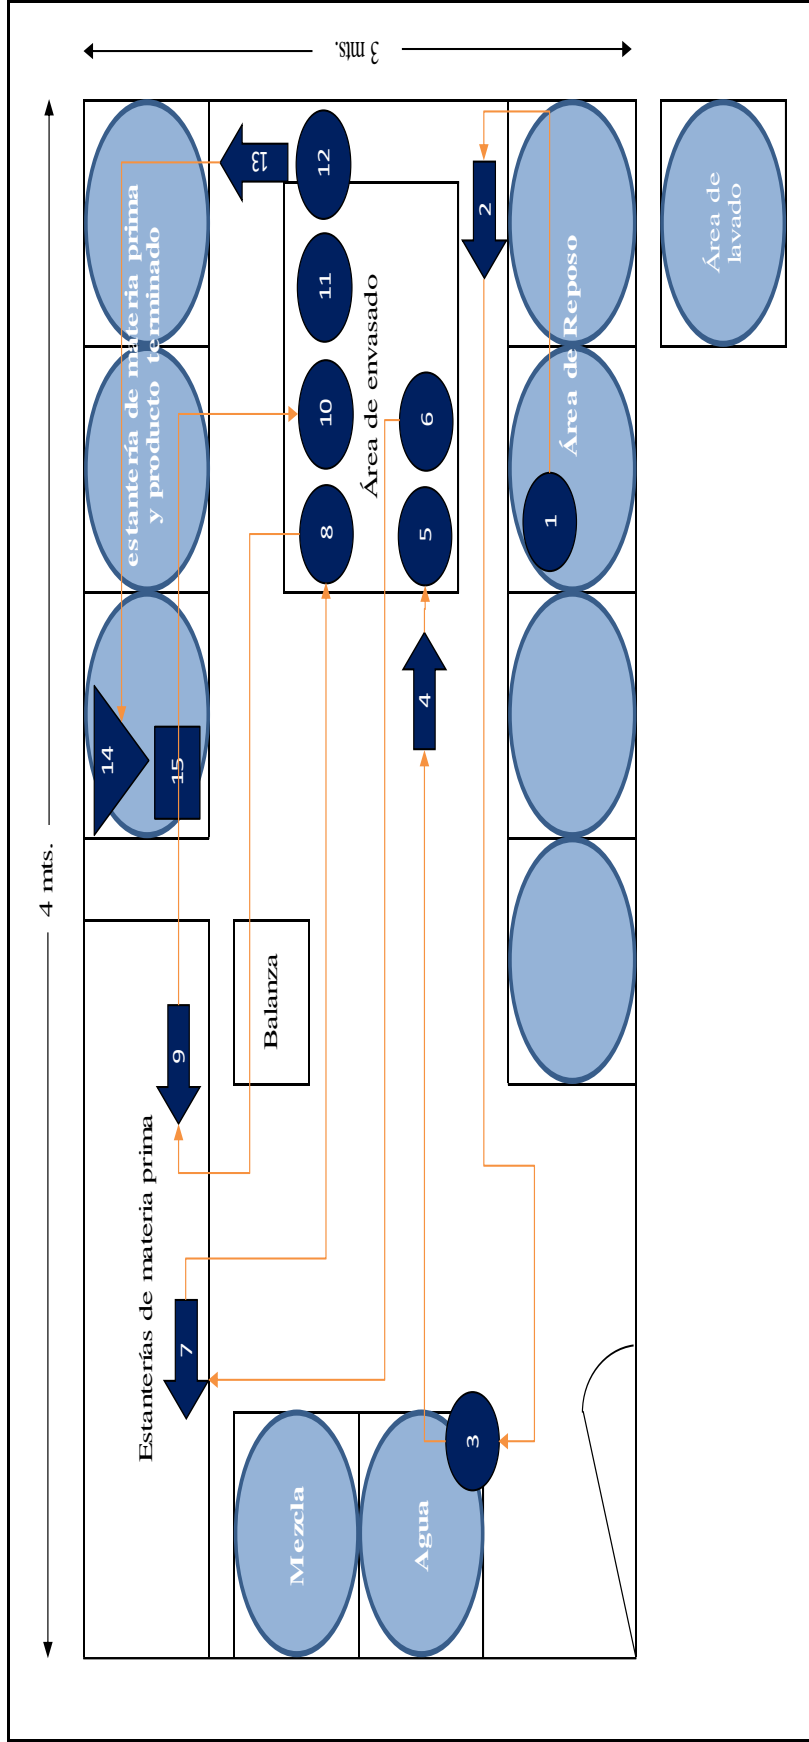 4 mts.
14
Estanterías de materia prima
estantería de materia prima
y producto terminado
15
9
7
13
Balanza
Mezcla
8
10
11
12
3 mts.
Área de envasado
Agua
4
5
6
3
2
1
Área de Reposo
Área de
lavado